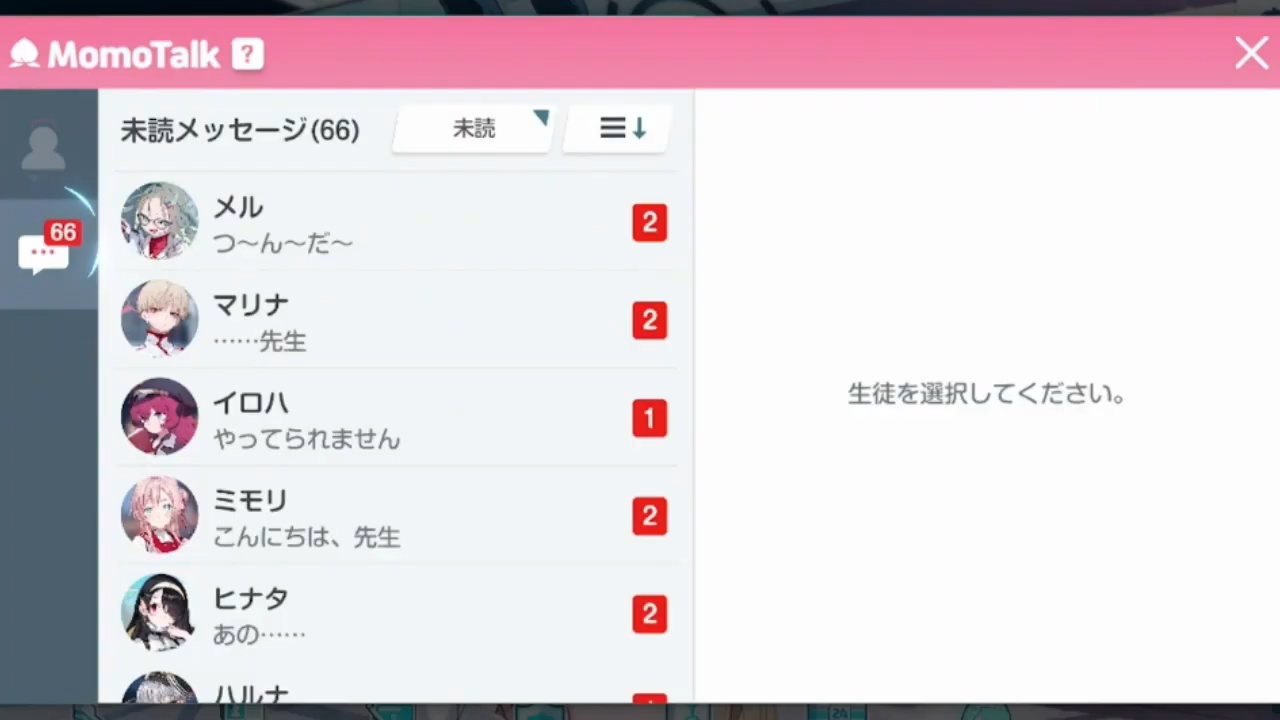 MomoTalk ?
未読メッセージ(66)
未読
66
メル
つ～ん～だ～
2
マリナ
……先生
2
イロハ
やってられません
1
ミモリ
こんにちは、先生
2
ヒナタ
あの……
2
ハルナ
生徒を選択してください。